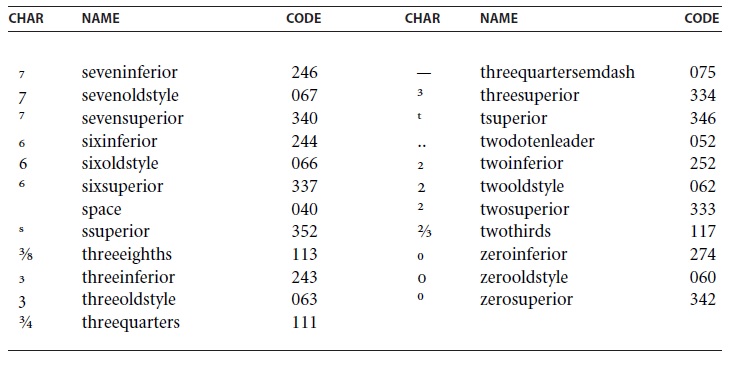 CHAR NAME CODE CHAR NAME CODE
₇ seveninferior 246 — threequartersemdash 075
7 sevenoldstyle 067 ³ threesuperior 334
⁷ sevensuperior 340 ᵗ tsuperior 346
₆ sixinferior 244 .. twodotenleader 052
6 sixoldstyle 066 ₂ twoinferior 252
⁶ sixsuperior 337 2 twooldstyle 062
space 040 ² twosuperior 333
ˢ ssuperior 352 ⅔ twothirds 117
⅜ threeeighths 113 ₀ zeroinferior 274
₃ threeinferior 243 0 zerooldstyle 060
3 threeoldstyle 063 ⁰ zerosuperior 342
¾ threequarters 111